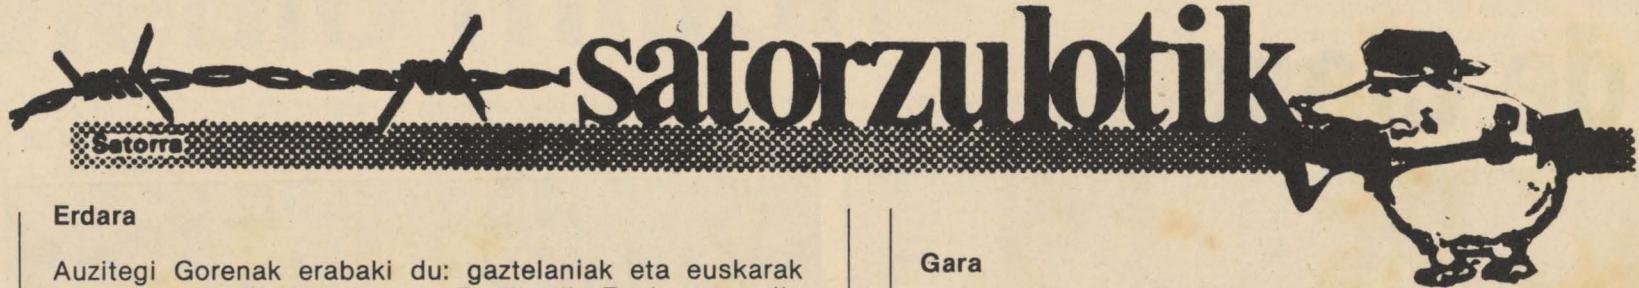 satorzulotik
Satorra
Erdara
Auzitegi Gorenak erabaki du: gaztelaniak eta euskarak
Gara